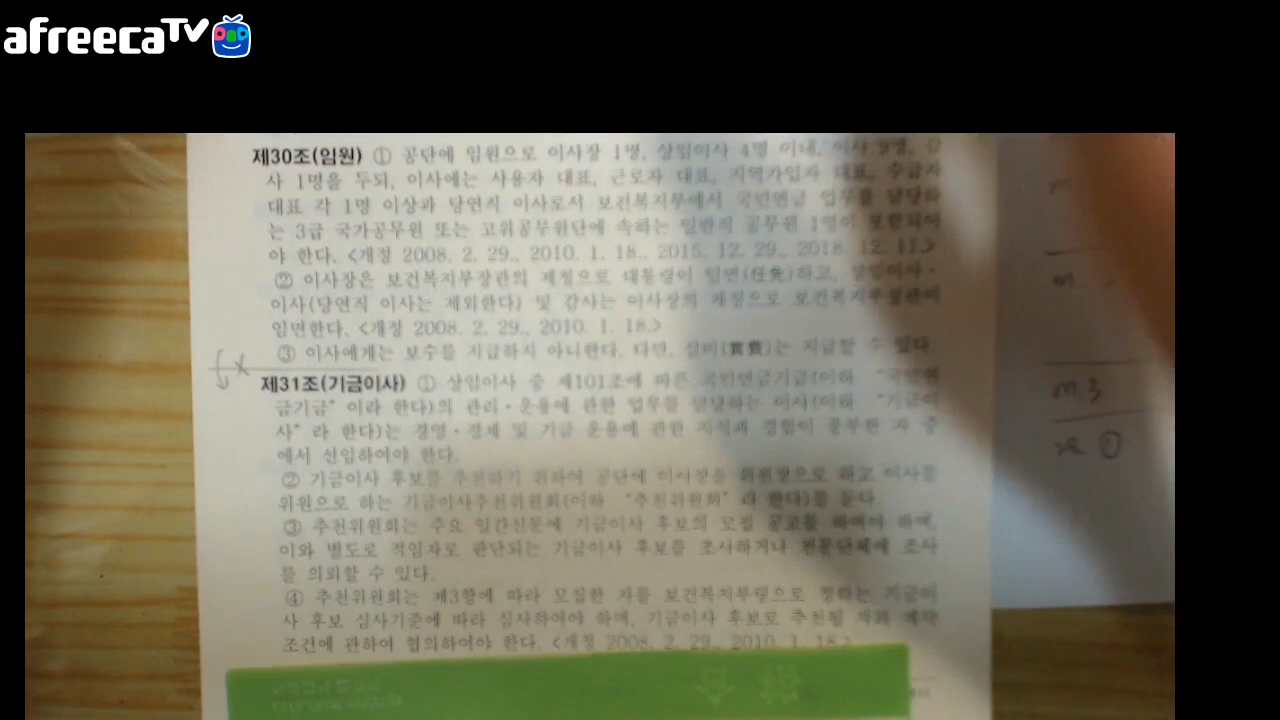 afreecaTV
제30조(임원) ① 공단에 임원으로 이사장 1명, 상임이사 4명 이내, 이사 9명, 감
사 1명을 두되, 이사에는 사용자 대표, 근로자 대표, 지역가입자 대표, 수급자
대표 각 1명 이상과 당연직 이사로서 보건복지부에서 국민연금 업무를 담당하
는 3급 국가공무원 또는 고위공무원단에 속하는 일반직 공무원 1명이 포함되어
야 한다. <개정 2008. 2. 29., 2010. 1. 18., 2015. 12. 29., 2018. 12. 11.>
② 이사장은 보건복지부장관의 제청으로 대통령이 임면(任免)하고, 상임이사·
이사(당연직 이사는 제외한다) 및 감사는 이사장의 제청으로 보건복지부장관이
임면한다. <개정 2008. 2. 29., 2010. 1. 18.>
③ 이사에게는 보수를 지급하지 아니한다. 다만, 실비(實費)는 지급할 수 있다.
제31조(기금이사) ① 상임이사 중 제101조에 따른 국민연금기금(이하 "국민연
금기금"이라 한다)의 관리·운용에 관한 업무를 담당하는 이사(이하 "기금이
사"라 한다)는 경영·경제 및 기금 운용에 관한 지식과 경험이 풍부한 자 중
에서 선임하여야 한다.
② 기금이사 후보를 추천하기 위하여 공단에 이사장을 위원장으로 하고 이사를
위원으로 하는 기금이사추천위원회(이하 "추천위원회"라 한다)를 둔다.
③ 추천위원회는 주요 일간신문에 기금이사 후보의 모집 공고를 하여야 하며,
이와 별도로 적임자로 판단되는 기금이사 후보를 조사하거나 전문단체에 조사
를 의뢰할 수 있다.
④ 추천위원회는 제3항에 따라 모집한 자를 보건복지부령으로 정하는 기금이
사 후보 심사기준에 따라 심사하여야 하며, 기금이사 후보로 추천될 자와 계약
조건에 관하여 협의하여야 한다. <개정 2008. 2. 29., 2010. 1. 18.>